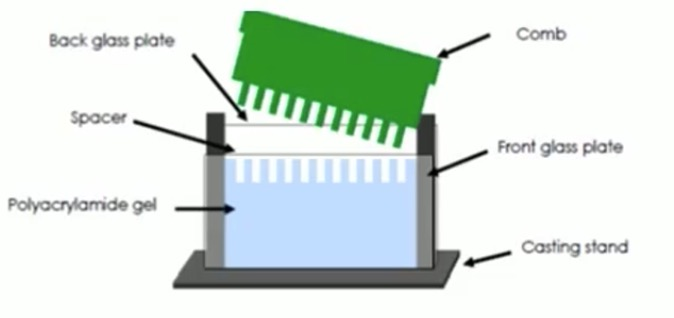 Back glass plate
Comb
Spacer
Front glass plate
Polyacrylamide gel
Casting stand